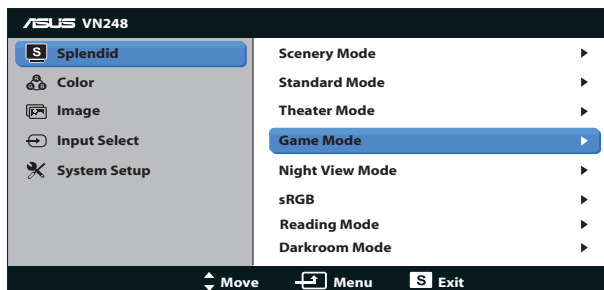 ASUS VN248
S Splendid
Color
Image
Input Select
System Setup
Scenery Mode
Standard Mode
Theater Mode
Game Mode
Night View Mode
sRGB
Reading Mode
Darkroom Mode
Move Menu S Exit